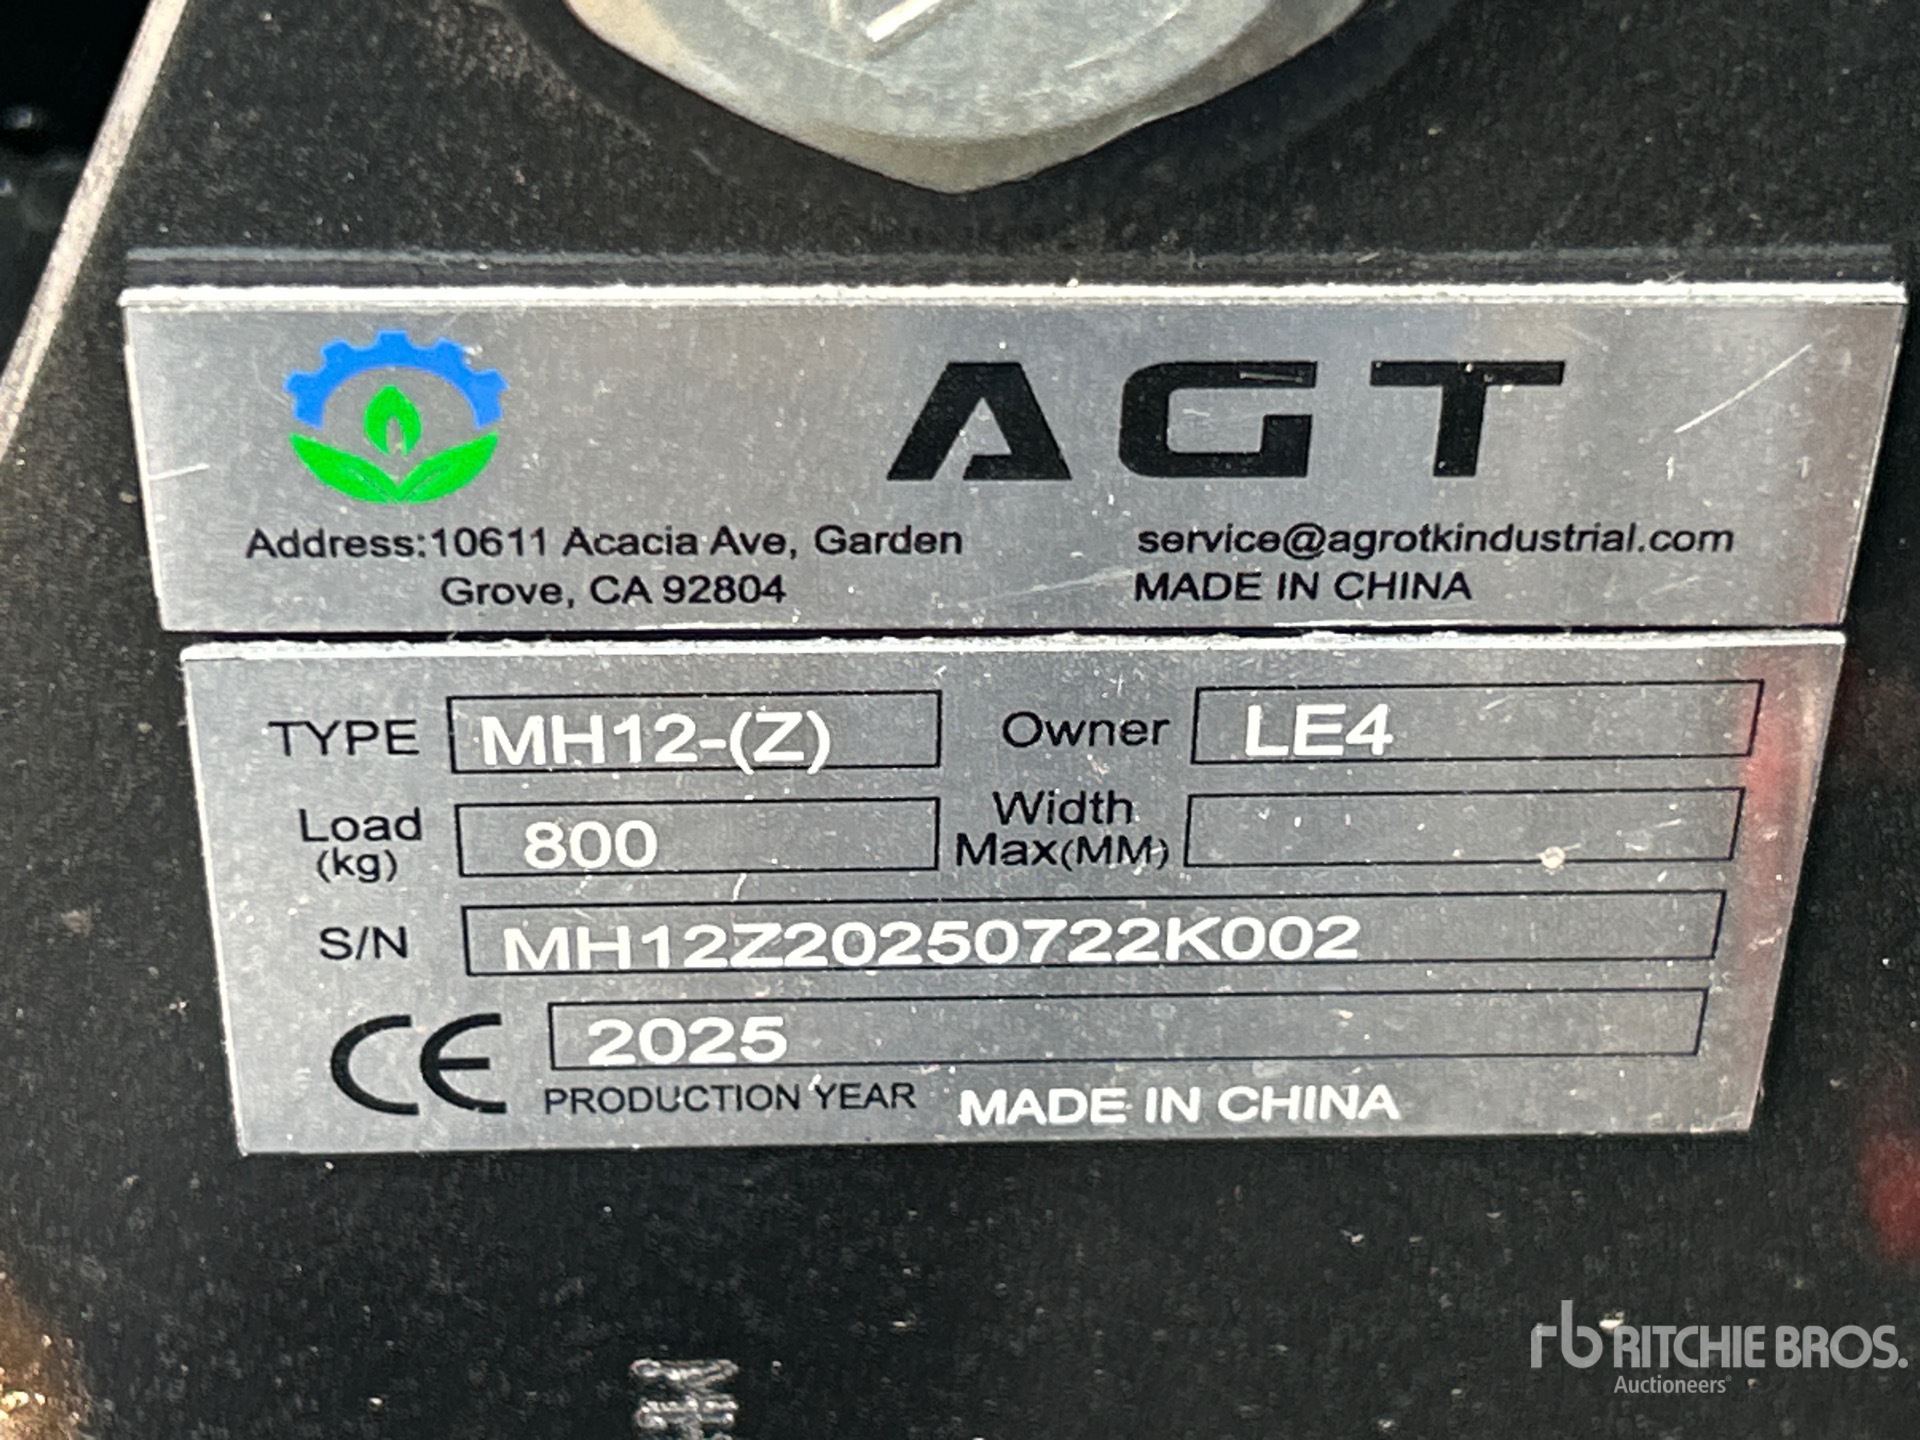 AGT
Address:10611 Acacia Ave, Garden
Grove, CA 92804
service@agrotkindustrial.com
MADE IN CHINA
TYPE MH12-(Z) Owner LE4
Load (kg) 800 Width Max(MM)
S/N MH12Z20250722K002
CE 2025
PRODUCTION YEAR MADE IN CHINA
rb RITCHIE BROS.
Auctioneers